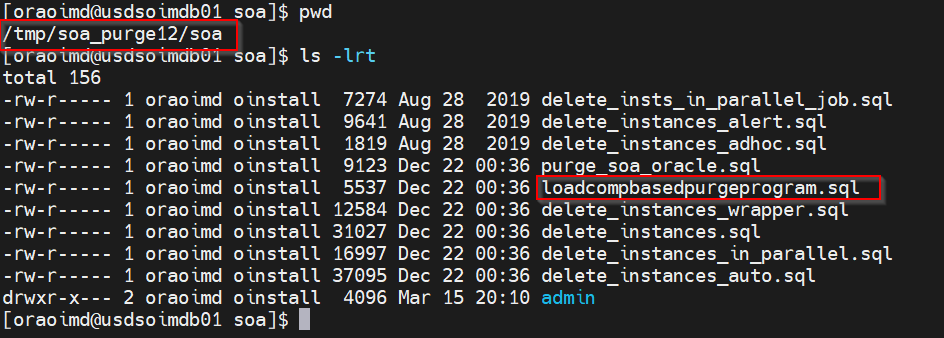 [oraoimd@usdsoimdb01 soa]$ pwd
/tmp/soa_purge12/soa
[oraoimd@usdsoimdb01 soa]$ ls -lrt
total 156
-rw-r----- 1 oraoimd oinstall  7274 Aug 28  2019 delete_insts_in_parallel_job.sql
-rw-r----- 1 oraoimd oinstall  9641 Aug 28  2019 delete_instances_alert.sql
-rw-r----- 1 oraoimd oinstall  1819 Aug 28  2019 delete_instances_adhoc.sql
-rw-r----- 1 oraoimd oinstall  9123 Dec 22 00:36 purge_soa_oracle.sql
-rw-r----- 1 oraoimd oinstall  5537 Dec 22 00:36 loadcompbasedpurgeprogram.sql
-rw-r----- 1 oraoimd oinstall 12584 Dec 22 00:36 delete_instances_wrapper.sql
-rw-r----- 1 oraoimd oinstall 31027 Dec 22 00:36 delete_instances.sql
-rw-r----- 1 oraoimd oinstall 16997 Dec 22 00:36 delete_instances_in_parallel.sql
-rw-r----- 1 oraoimd oinstall 37095 Dec 22 00:36 delete_instances_auto.sql
drwxr-x--- 2 oraoimd oinstall  4096 Mar 15 20:10 admin
[oraoimd@usdsoimdb01 soa]$